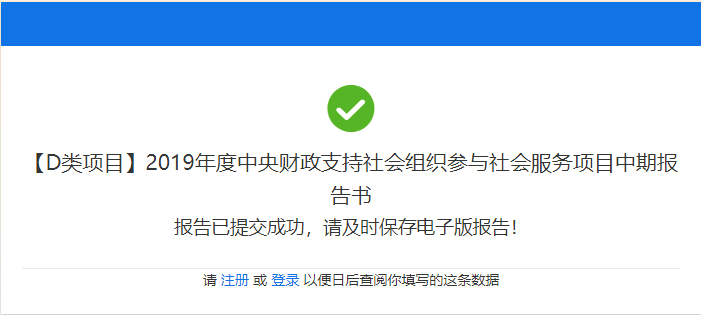 【D类项目】2019年度中央财政支持社会组织参与社会服务项目中期报
告书
报告已提交成功，请及时保存电子版报告！
请 注册 或 登录 以便日后查阅你填写的这条数据